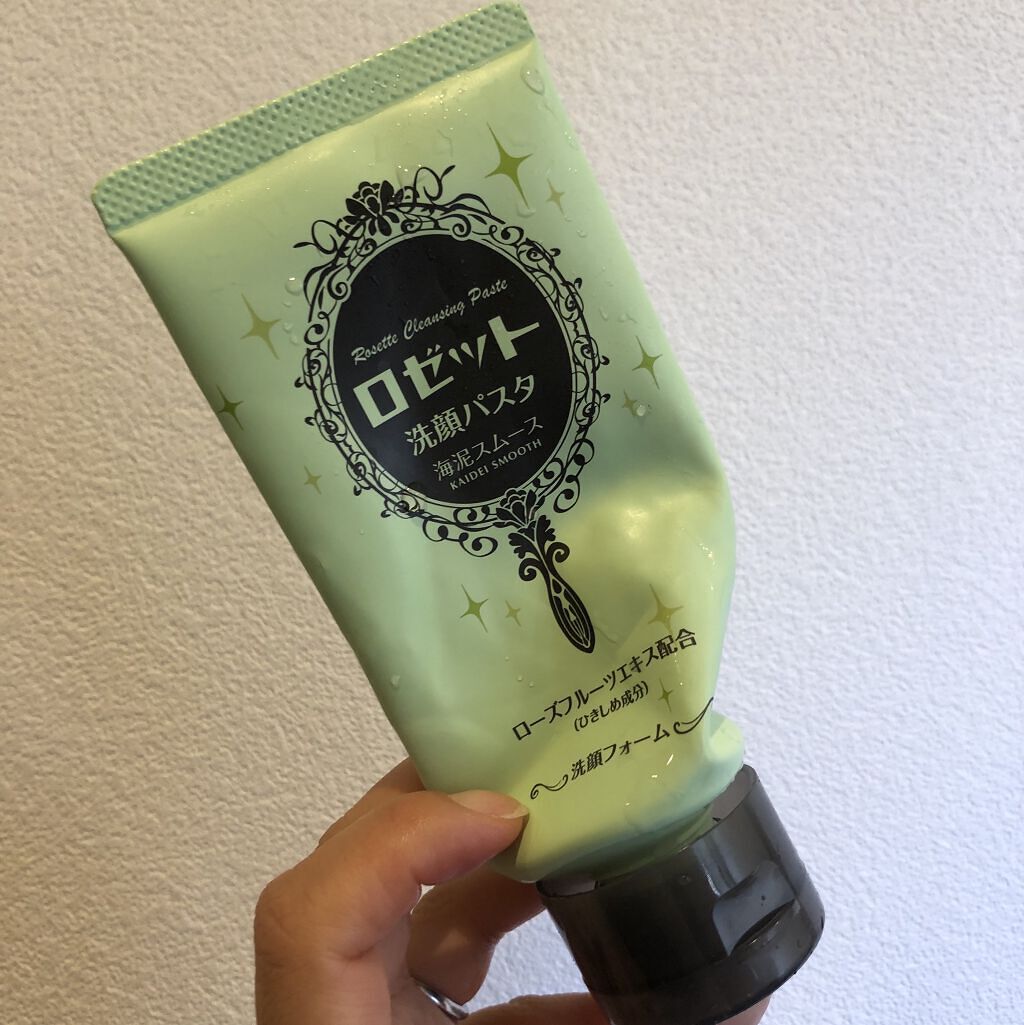 Rosette Cleansing Paste
ロゼット
洗顔パスタ
海泥スムース
KAIDEI SMOOTH
ローズフルーツエキス配合
(ひきしめ成分)
洗顔フォーム